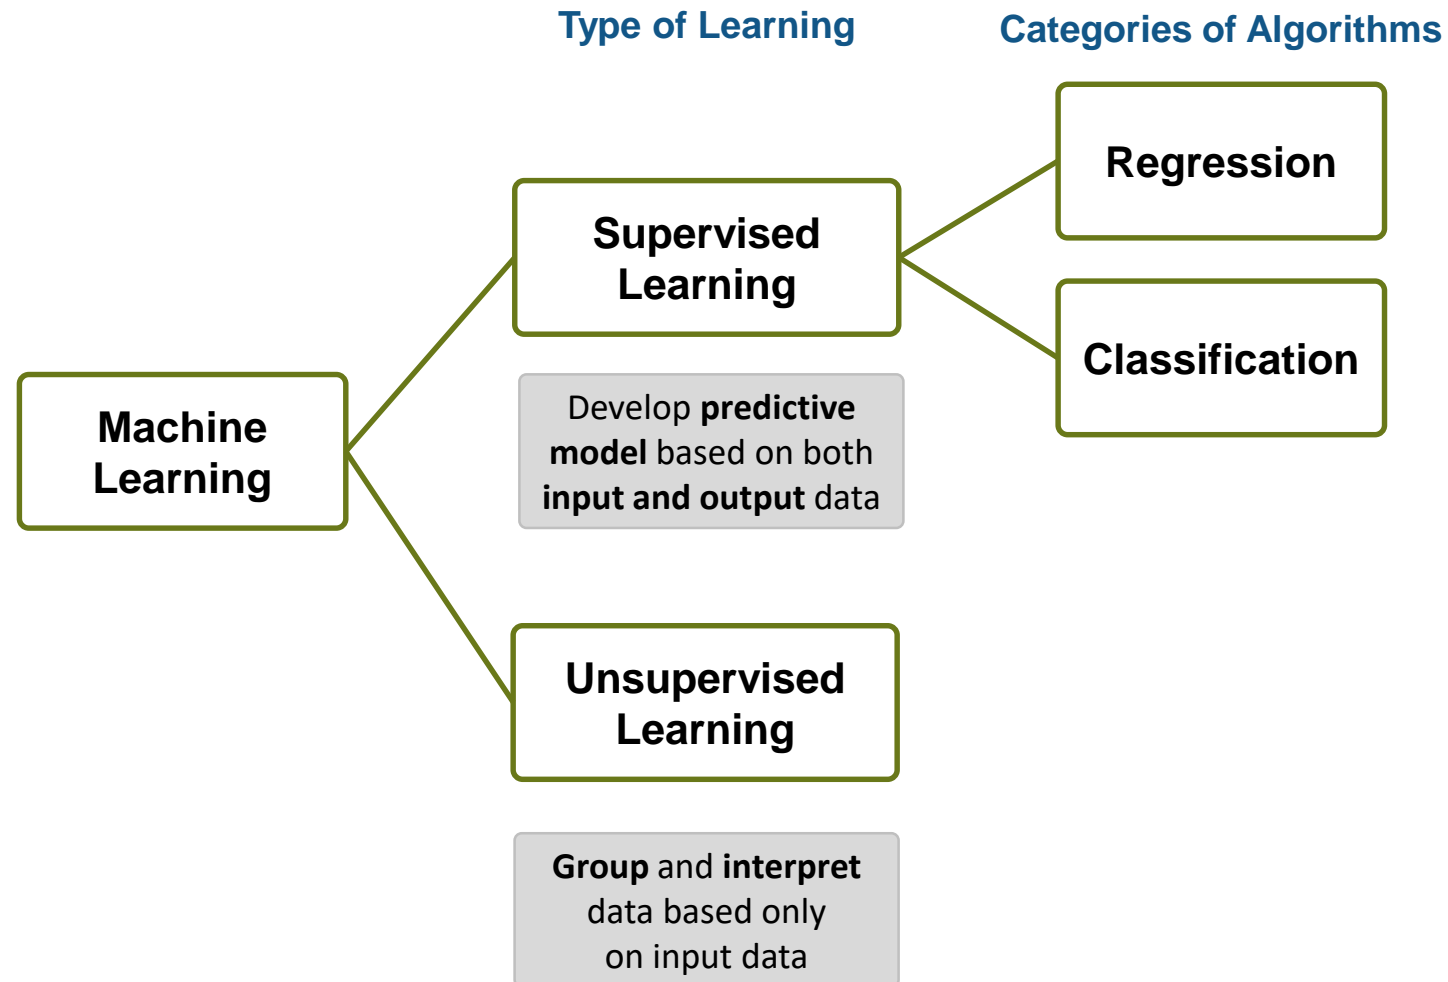 Type of Learning
Categories of Algorithms
Regression
Supervised
Learning
Classification
Machine
Learning
Develop predictive
model based on both
input and output data
Unsupervised
Learning
Group and interpret
data based only
on input data